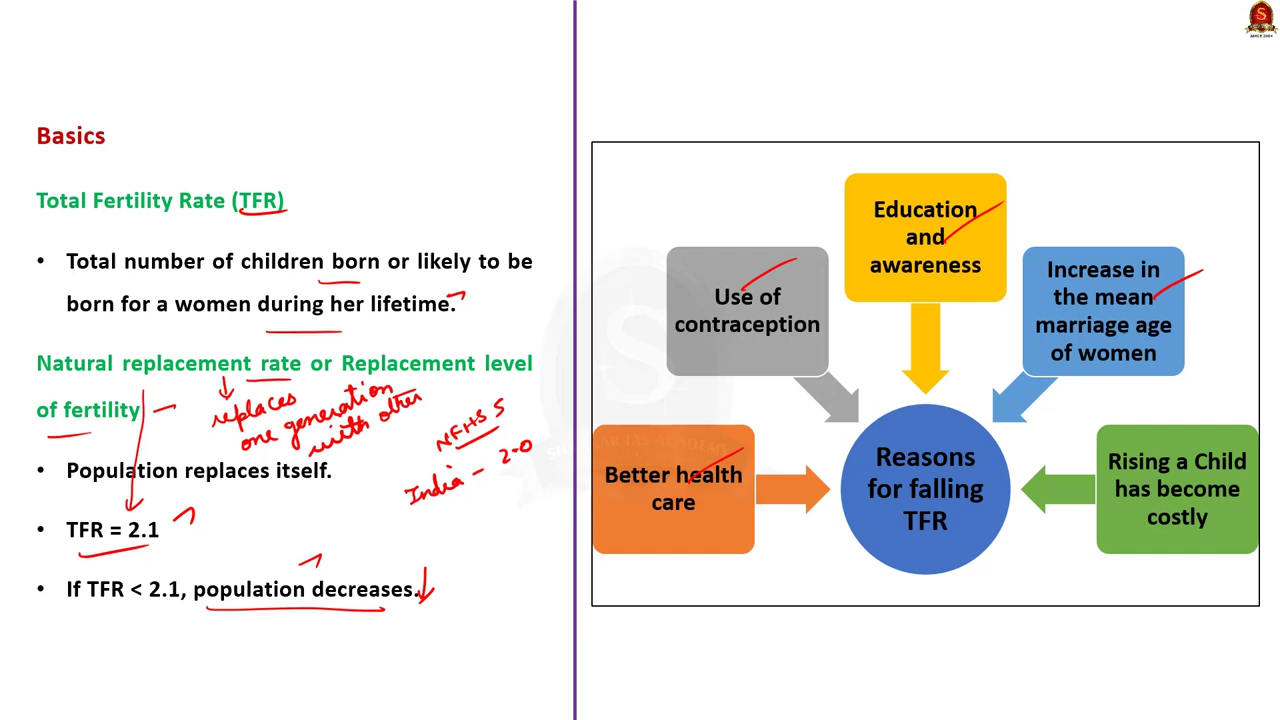 Basics
Total Fertility Rate (TFR)
• Total number of children born or likely to be
born for a women during her lifetime.
Natural replacement rate or Replacement level
of fertility
replaces
one generation
with other
NFHS 5
India - 2.0
• Population replaces itself.
• TFR = 2.1
• If TFR < 2.1, population decreases.
Education
and
awareness
Use of
contraception
Increase in
the mean
marriage age
of women
Better health
care
Reasons
for falling
TFR
Rising a Child
has become
costly
S
SINCE 2004